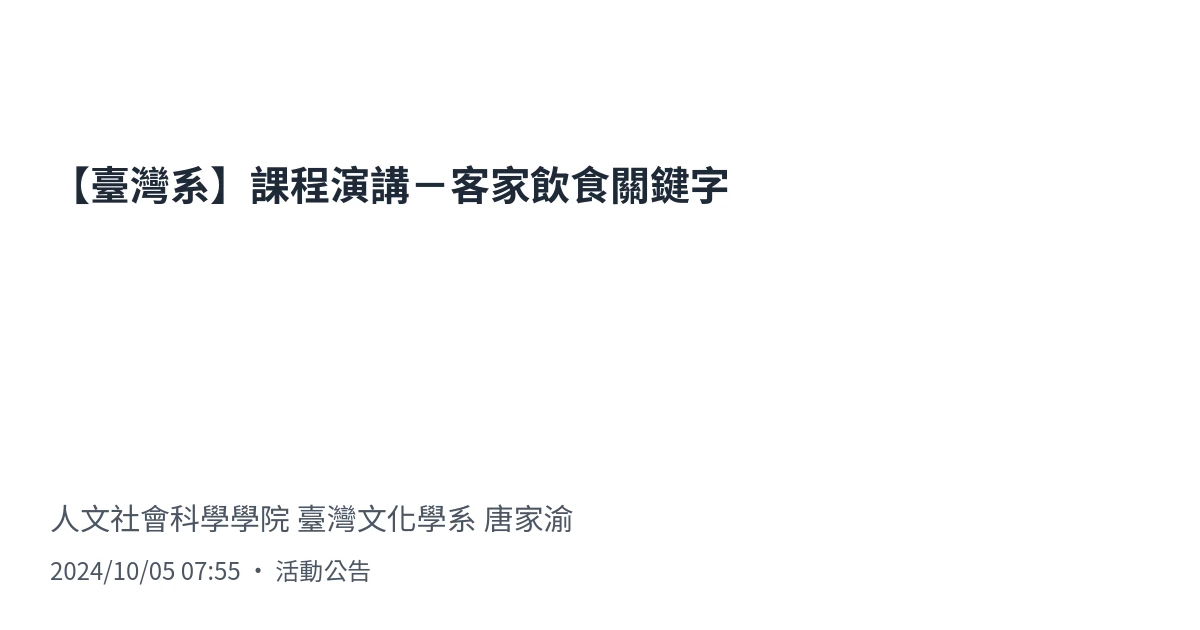 【臺灣系】課程演講－客家飲食關鍵字
人文社會科學學院 臺灣文化學系 唐家渝
2024/10/05 07:55 • 活動公告